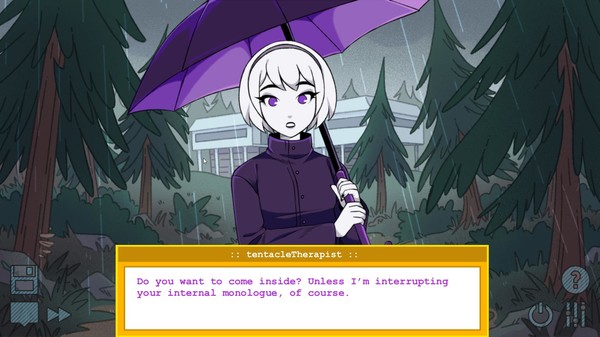 :: tentacleTherapist ::
Do you want to come inside? Unless I'm interrupting
your internal monologue, of course.
?